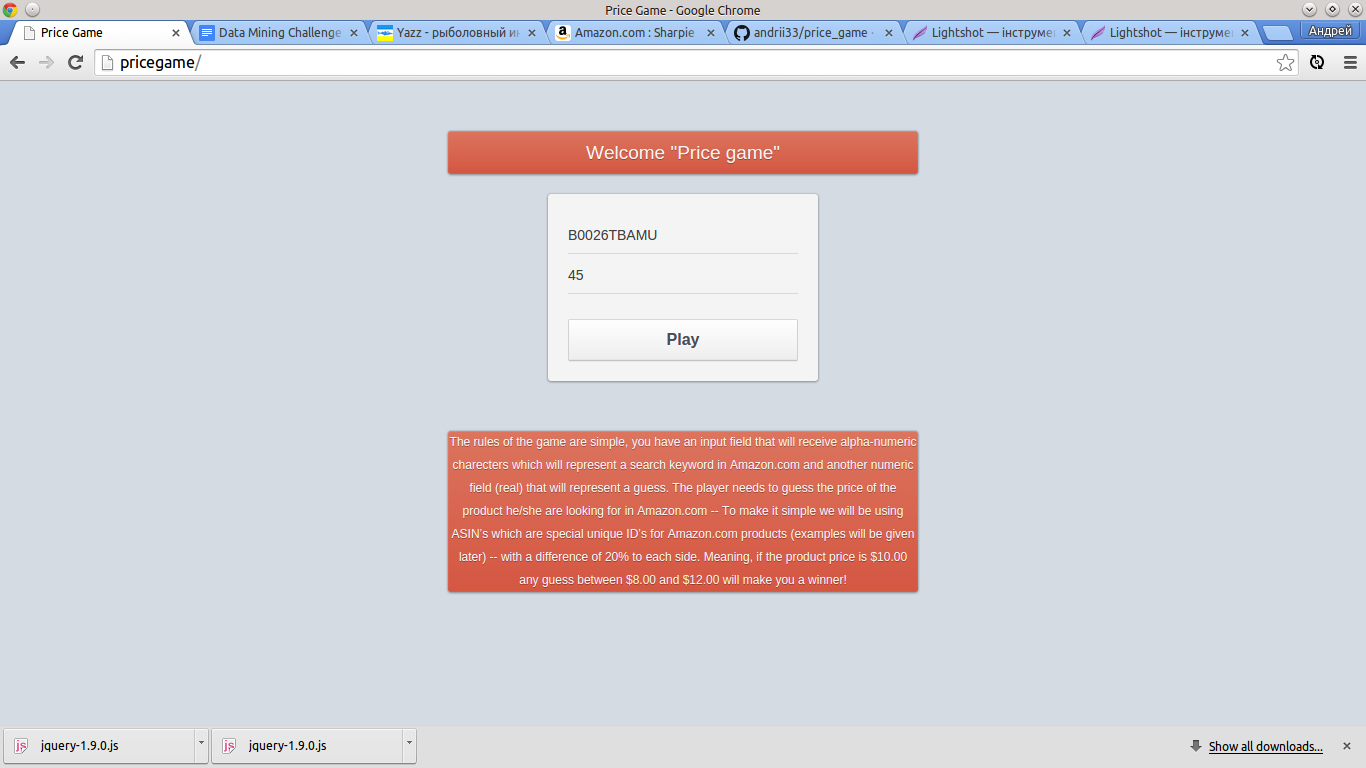 Price Game - Google Chrome
Price Game
Data Mining Challenge
Yazz - рыболовный ин
Amazon.com : Sharpie
andrii33/price_game ·
Lightshot — інструмен
Lightshot — інструмен
Андрей
pricegame/
Welcome "Price game"
B0026TBAMU
45
Play
The rules of the game are simple, you have an input field that will receive alpha-numeric
charecters which will represent a search keyword in Amazon.com and another numeric
field (real) that will represent a guess. The player needs to guess the price of the
product he/she are looking for in Amazon.com -- To make it simple we will be using
ASIN's which are special unique ID's for Amazon.com products (examples will be given
later) -- with a difference of 20% to each side. Meaning, if the product price is $10.00
any guess between $8.00 and $12.00 will make you a winner!
jquery-1.9.0.js
jquery-1.9.0.js
Show all downloads...